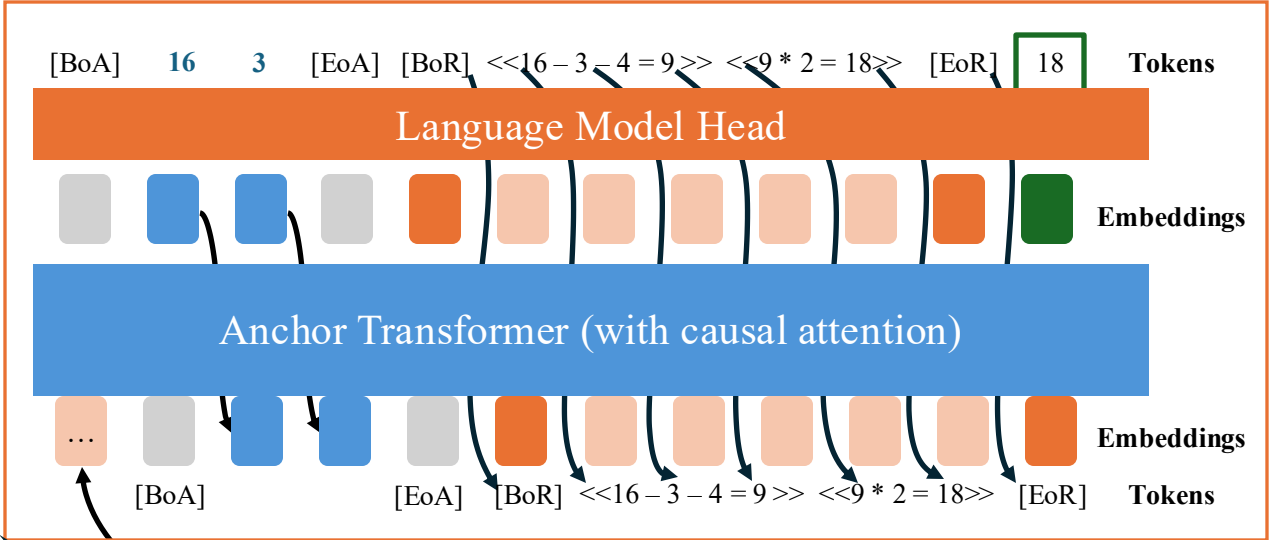 [BoA] 16 3 [EoA] [BoR] <<16 – 3 – 4 = 9 >> <<9 * 2 = 18>> [EoR] 18 Tokens
Language Model Head
Embeddings
Anchor Transformer (with causal attention)
... Embeddings
[BoA] [EoA] [BoR] <<16 – 3 – 4 = 9 >> <<9 * 2 = 18>> [EoR] Tokens